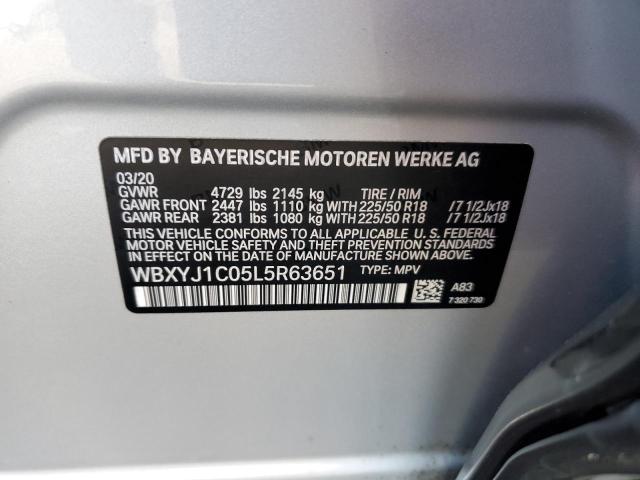 MFD BY BAYERISCHE MOTOREN WERKE AG
03/20
GVWR 4729 lbs 2145 kg TIRE / RIM
GAWR FRONT 2447 lbs 1110 kg WITH 225/50 R18 /7 1/2Jx18
GAWR REAR 2381 lbs 1080 kg WITH 225/50 R18 /7 1/2Jx18
THIS VEHICLE CONFORMS TO ALL APPLICABLE U.S. FEDERAL
MOTOR VEHICLE SAFETY AND THEFT PREVENTION STANDARDS IN
EFFECT ON THE DATE OF MANUFACTURE SHOWN ABOVE.
WBXYJ1C05L5R63651 TYPE: MPV
A83
7 320 730